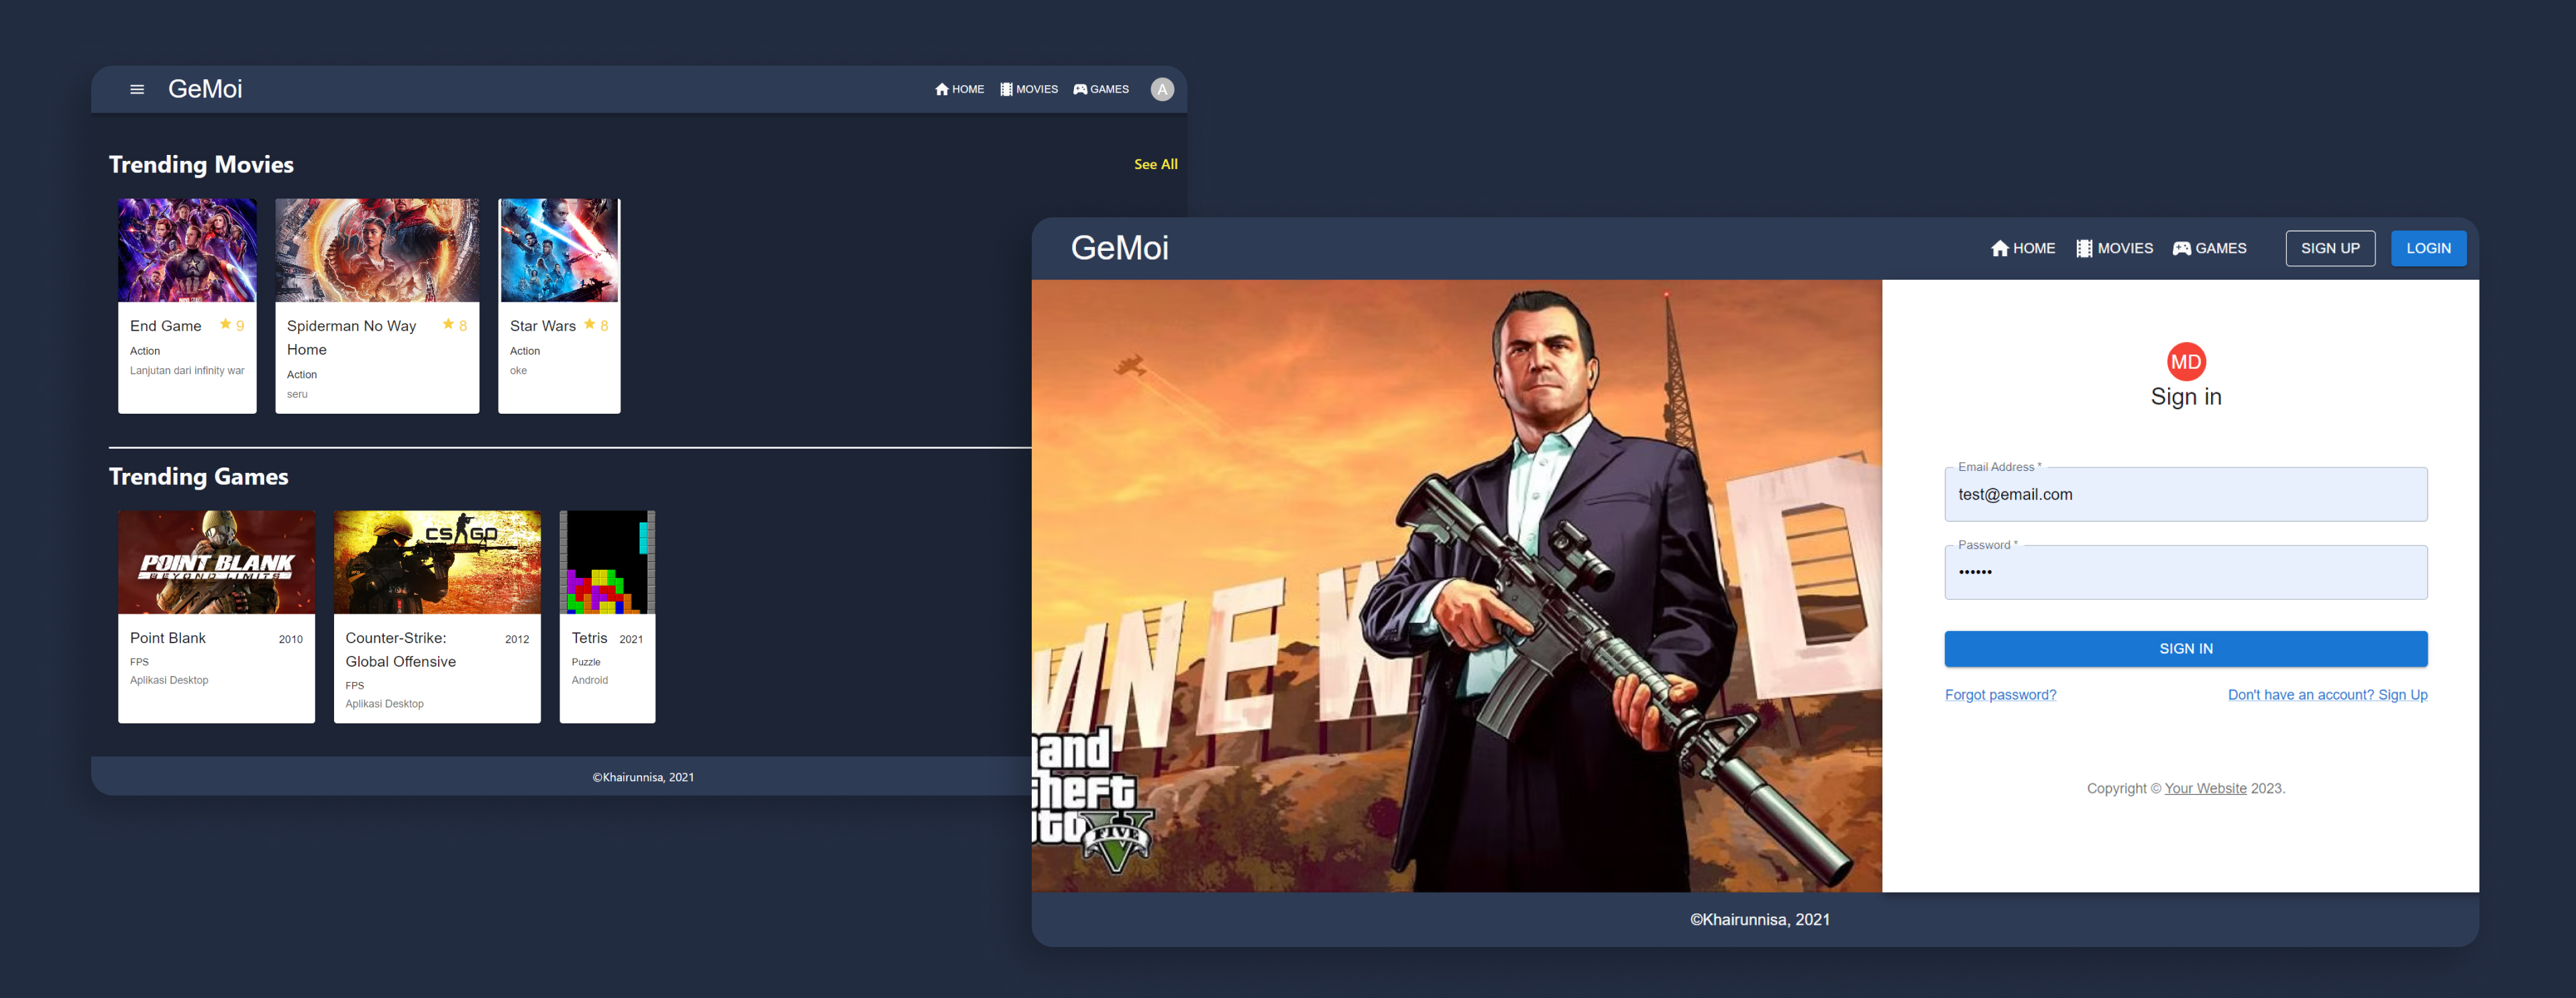 GeMoi
HOME MOVIES GAMES A
Trending Movies
See All
End Game 9
Action
Lanjutan dari infinity war
Spiderman No Way 8
Home
Action
seru
Star Wars 8
Action
oke
Trending Games
POINT BLANK
BEYOND LIMITS
Point Blank 2010
FPS
Aplikasi Desktop
CS GO
Counter-Strike: 2012
Global Offensive
FPS
Aplikasi Desktop
Tetris 2021
Puzzle
Android
©Khairunnisa, 2021
GeMoi
HOME MOVIES GAMES SIGN UP LOGIN
VINEWOOD
and
heft
uto
FIVE
MD
Sign in
Email Address *
test@email.com
Password *
••••••
SIGN IN
Forgot password?
Don't have an account? Sign Up
Copyright © Your Website 2023.
©Khairunnisa, 2021